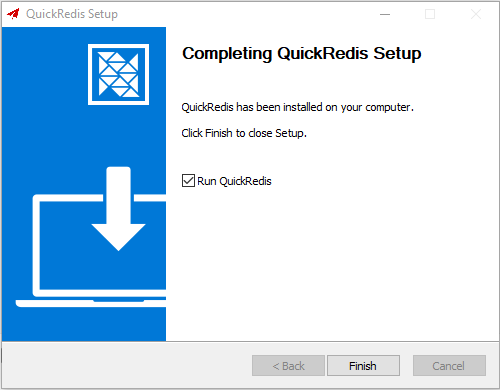 QuickRedis Setup
Completing QuickRedis Setup
QuickRedis has been installed on your computer.
Click Finish to close Setup.
Run QuickRedis
< Back
Finish
Cancel